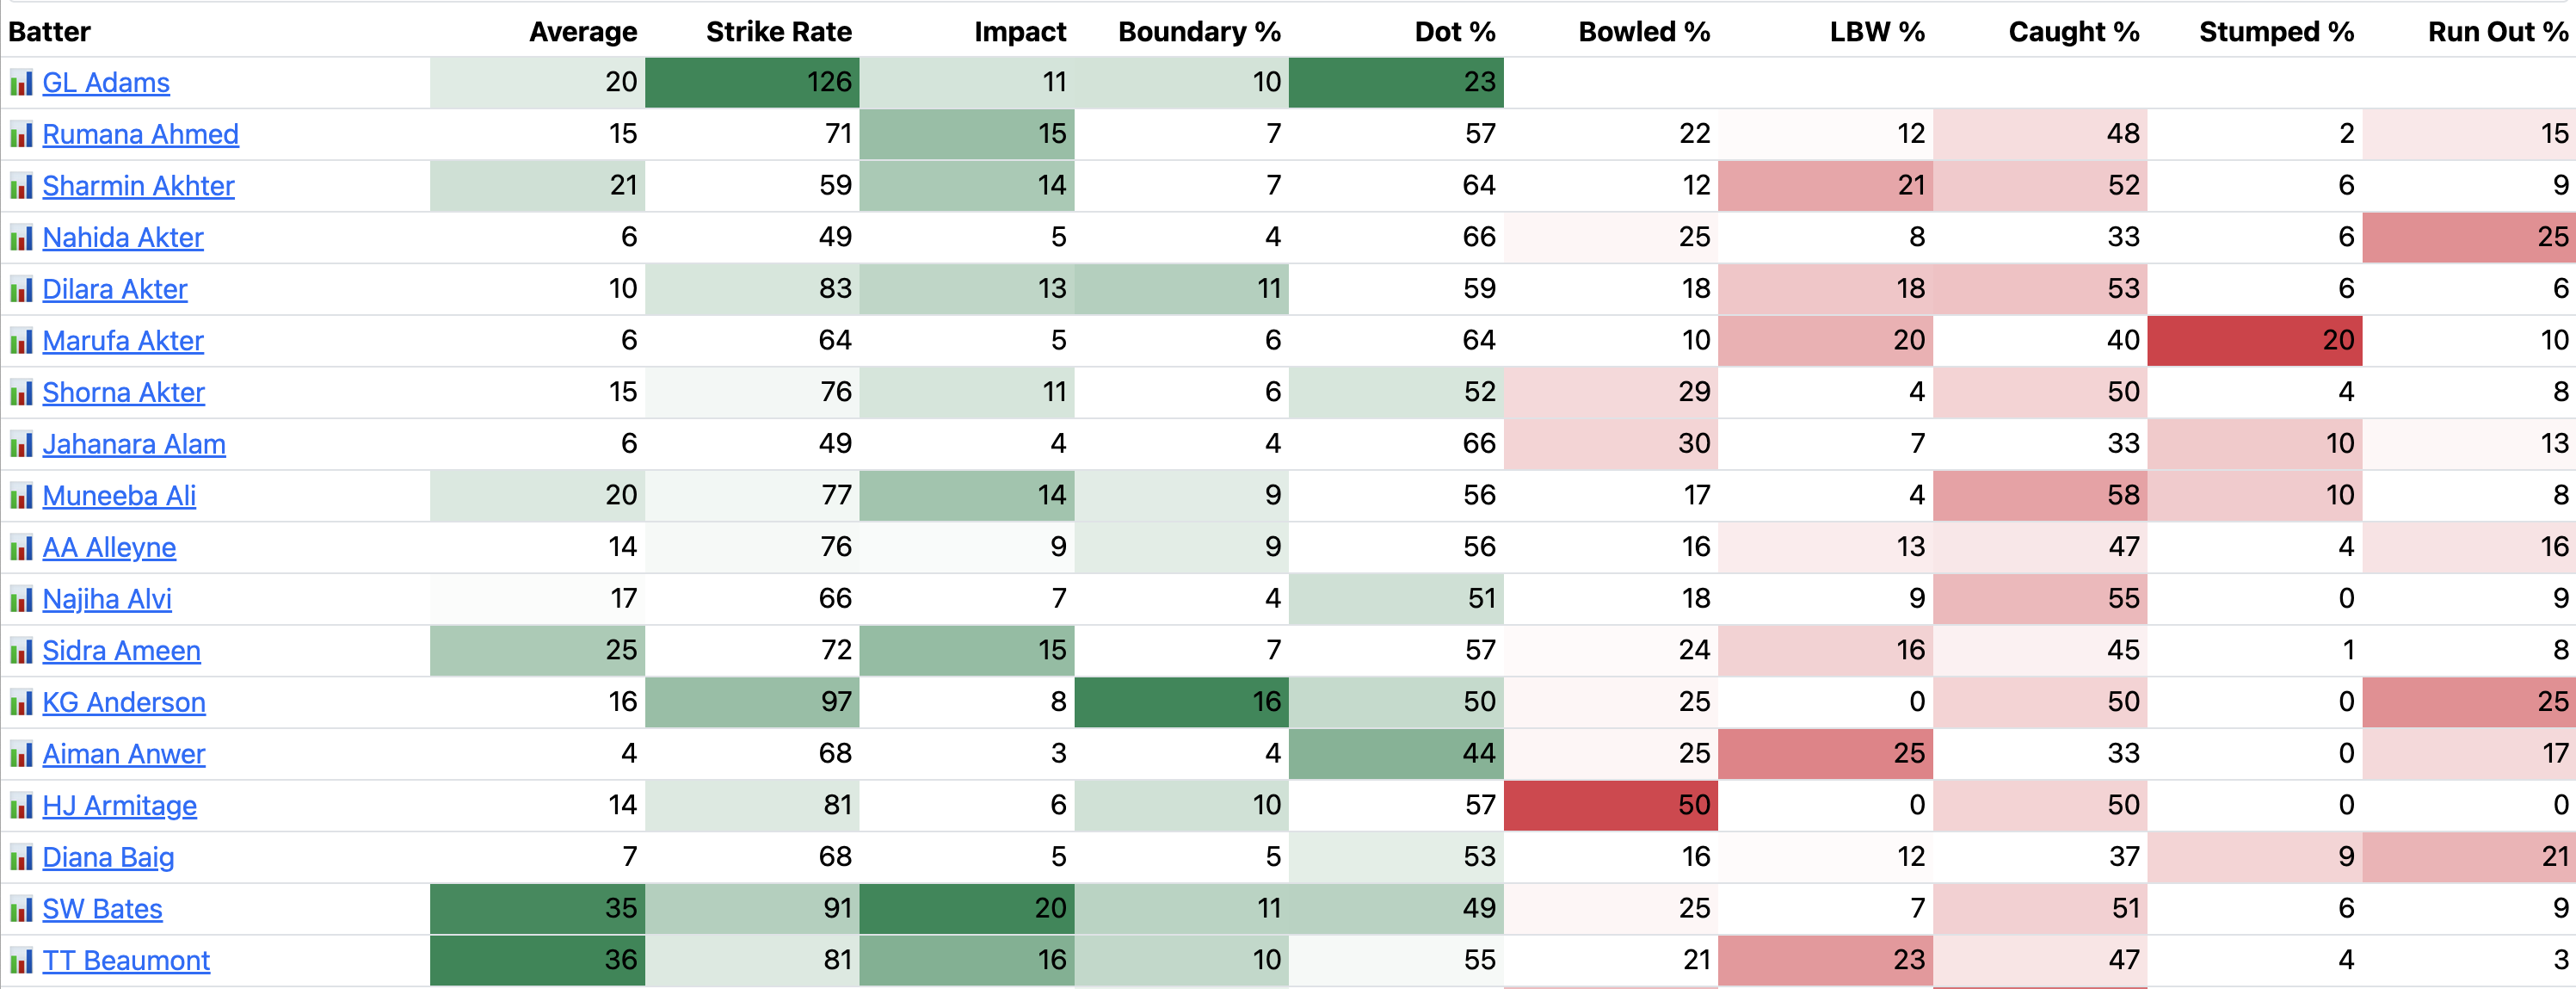 Batter Average Strike Rate Impact Boundary % Dot % Bowled % LBW % Caught % Stumped % Run Out %
GL Adams 20 126 11 10 23
Rumana Ahmed 15 71 15 7 57 22 12 48 2 15
Sharmin Akhter 21 59 14 7 64 12 21 52 6 9
Nahida Akter 6 49 5 4 66 25 8 33 6 25
Dilara Akter 10 83 13 11 59 18 18 53 6 6
Marufa Akter 6 64 5 6 64 10 20 40 20 10
Shorna Akter 15 76 11 6 52 29 4 50 4 8
Jahanara Alam 6 49 4 4 66 30 7 33 10 13
Muneeba Ali 20 77 14 9 56 17 4 58 10 8
AA Alleyne 14 76 9 9 56 16 13 47 4 16
Najiha Alvi 17 66 7 4 51 18 9 55 0 9
Sidra Ameen 25 72 15 7 57 24 16 45 1 8
KG Anderson 16 97 8 16 50 25 0 50 0 25
Aiman Anwer 4 68 3 4 44 25 25 33 0 17
HJ Armitage 14 81 6 10 57 50 0 50 0 0
Diana Baig 7 68 5 5 53 16 12 37 9 21
SW Bates 35 91 20 11 49 25 7 51 6 9
TT Beaumont 36 81 16 10 55 21 23 47 4 3